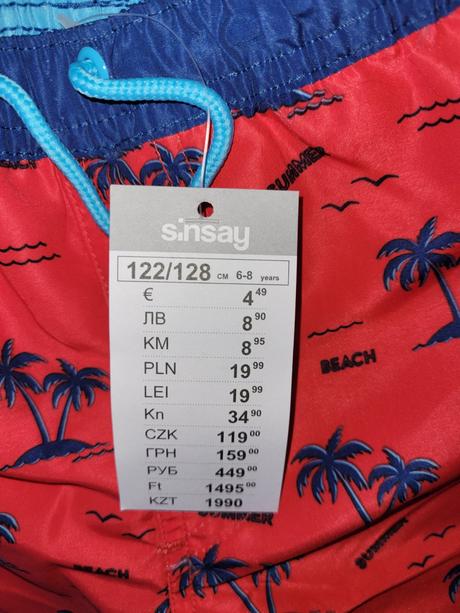 SUMMER
sinsay
122/128 CM 6-8 years
€ 4 49
ЛВ 8 90
KM 8 95
PLN 19 99
LEI 19 99
Kn 34 90
CZK 119 00
ГРН 159 00
РУБ 449 00
Ft 1495 00
KZT 1990
BEACH
SUMMER
SUMMER
BEACH